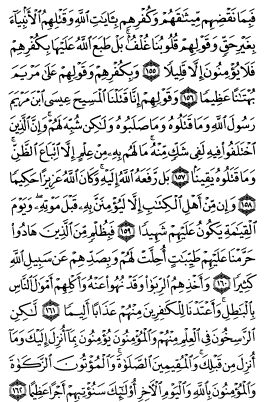 فَبِمَا نَقْضِهِم مِّيثَٰقَهُمْ وَكُفْرِهِم بِـَٔايَٰتِ ٱللَّهِ وَقَتْلِهِمُ ٱلْأَنۢبِيَآءَ
بِغَيْرِ حَقٍّ وَقَوْلِهِمْ قُلُوبُنَا غُلْفٌۢ ۚ بَلْ طَبَعَ ٱللَّهُ عَلَيْهَا بِكُفْرِهِمْ
فَلَا يُؤْمِنُونَ إِلَّا قَلِيلًا ١٥٥ وَبِكُفْرِهِمْ وَقَوْلِهِمْ عَلَىٰ مَرْيَمَ
بُهْتَٰنًا عَظِيمًا ١٥٦ وَقَوْلِهِمْ إِنَّا قَتَلْنَا ٱلْمَسِيحَ عِيسَى ٱبْنَ مَرْيَمَ
رَسُولَ ٱللَّهِ وَمَا قَتَلُوهُ وَمَا صَلَبُوهُ وَلَٰكِن شُبِّهَ لَهُمْ ۚ وَإِنَّ ٱلَّذِينَ
ٱخْتَلَفُوا۟ فِيهِ لَفِى شَكٍّ مِّنْهُ ۚ مَا لَهُم بِهِۦ مِنْ عِلْمٍ إِلَّا ٱتِّبَاعَ ٱلظَّنِّ ۚ
وَمَا قَتَلُوهُ يَقِينًۢا ١٥٧ بَل رَّفَعَهُ ٱللَّهُ إِلَيْهِ ۚ وَكَانَ ٱللَّهُ عَزِيزًا حَكِيمًا
١٥٨ وَإِن مِّنْ أَهْلِ ٱلْكِتَٰبِ إِلَّا لَيُؤْمِنَنَّ بِهِۦ قَبْلَ مَوْتِهِۦ ۖ وَيَوْمَ
ٱلْقِيَٰمَةِ يَكُونُ عَلَيْهِمْ شَهِيدًا ١٥٩ فَبِظُلْمٍ مِّنَ ٱلَّذِينَ هَادُوا۟
حَرَّمْنَا عَلَيْهِمْ طَيِّبَٰتٍ أُحِلَّتْ لَهُمْ وَبِصَدِّهِمْ عَن سَبِيلِ ٱللَّهِ
كَثِيرًا ١٦٠ وَأَخْذِهِمُ ٱلرِّبَوٰا۟ وَقَدْ نُهُوا۟ عَنْهُ وَأَكْلِهِمْ أَمْوَٰلَ ٱلنَّاسِ
بِٱلْبَٰطِلِ ۚ وَأَعْتَدْنَا لِلْكَٰفِرِينَ مِنْهُمْ عَذَابًا أَلِيمًا ١٦١ لَّٰكِنِ
ٱلرَّٰسِخُونَ فِى ٱلْعِلْمِ مِنْهُمْ وَٱلْمُؤْمِنُونَ يُؤْمِنُونَ بِمَآ أُنزِلَ إِلَيْكَ وَمَآ
أُنزِلَ مِن قَبْلِكَ ۚ وَٱلْمُقِيمِينَ ٱلصَّلَوٰةَ ۚ وَٱلْمُؤْتُونَ ٱلزَّكَوٰةَ
وَٱلْمُؤْمِنُونَ بِٱللَّهِ وَٱلْيَوْمِ ٱلْءَاخِرِ أُو۟لَٰٓئِكَ سَنُؤْتِيهِمْ أَجْرًا عَظِيمًا ١٦٢